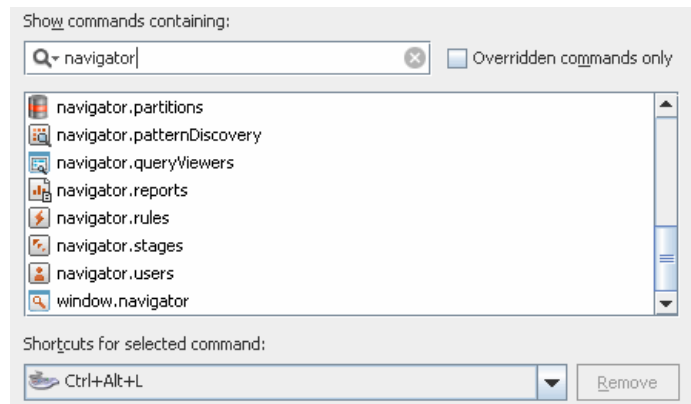 Show commands containing:
navigator
Overridden commands only
navigator.partitions
navigator.patternDiscovery
navigator.queryViewers
navigator.reports
navigator.rules
navigator.stages
navigator.users
window.navigator
Shortcuts for selected command:
Ctrl+Alt+L
Remove